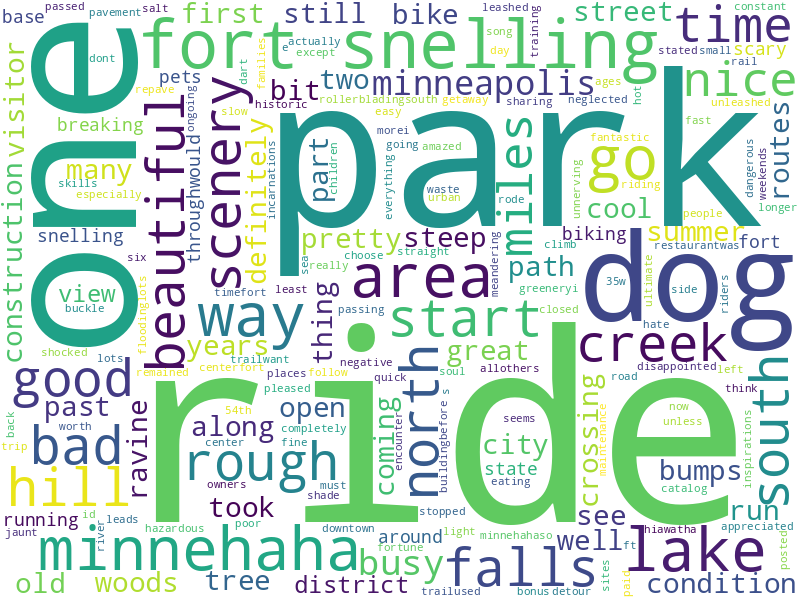 base
passed
salt
pavement
first
still
bike
leashed
street
constant
time
one
fort snelling
song
training
day
actually
except
stated
small
scary
rail
dont
construction
visitor
pets
bit
two
minneapolis
nice
families
dart
historic
rollerbladingsouth
getaway
sharing
neglected
hot
ages
unleashed
breaking
beautiful
ongoing
scenery
repave
slow
easy
park
go
fast
fantastic
riding
many
definitely
incarnations
part
children
everything
morei
going
amazed
waste
urban
rode
miles
unnerving
dangerous
weekends
routes
skills
especially
throughwould
cool
people
longer
snelling
pretty
steep
biking
summer
restaurantwas
fort
six
sea
really
choose
straight
meandering
climb
path
greeneryi
closed
dog
35w
ultimate
side
riders
view
buckle
floodinglots
way
timefort
least
area
passing
start
thing
creek
hate
shocked
lots
years
negative
great
allothers
disappointed
left
remained
centerfort
places
follow
quick
soul
road
think
good
pleased
ride
south
past
worth
54th
open
coming
north
seems
crossing
now
unless
back
along
completely
encounter
buildingbefore
s
city
state
maintenance
inspirations
bad
ravine
center
fine
rough
eating
bumps
catalog
trip
hill
owners
must
shade
took
see
run
appreciated
running
id
hazardous
poor
downtown
stopped
around
light
minnehahaso
well
ft
hiawatha
posted
jaunt
leads
river
minnehaha
fortune
busy
falls
lake
old
woods
tree
district
trailused
bonus
detour
sites
paid
condition
trailwant